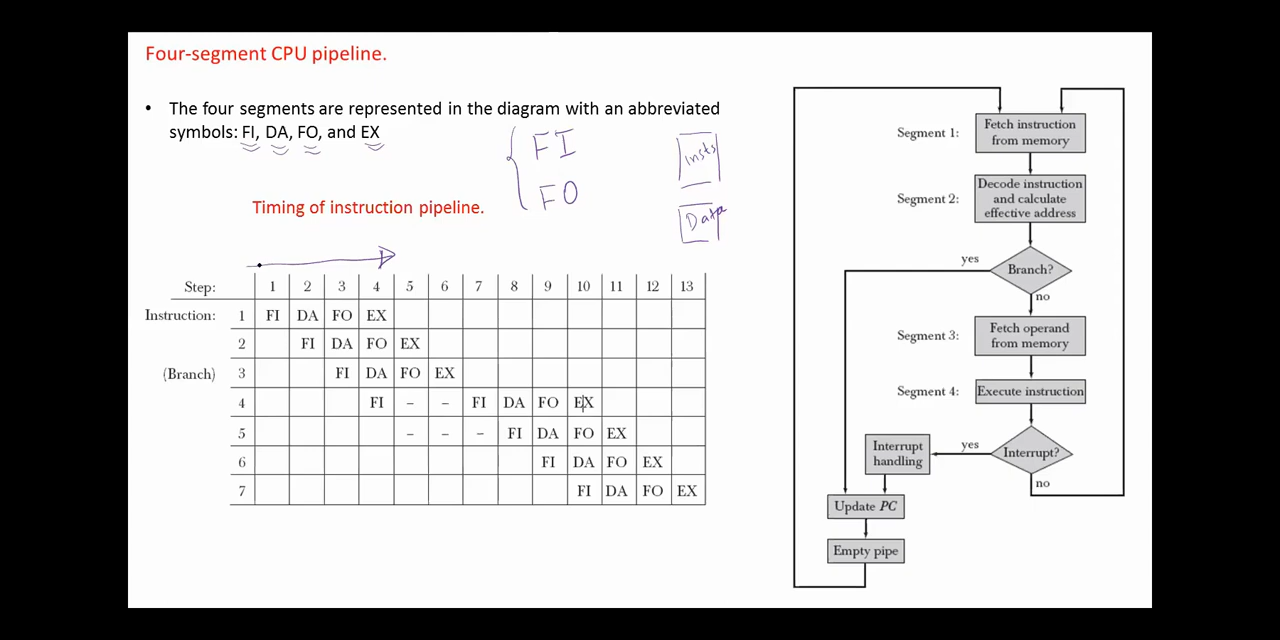 Four-segment CPU pipeline.
• The four segments are represented in the diagram with an abbreviated
symbols: FI, DA, FO, and EX
FI
FO
Insts
Data
Timing of instruction pipeline.
Step: 1 2 3 4 5 6 7 8 9 10 11 12 13
Instruction: 1 FI DA FO EX
2 FI DA FO EX
(Branch) 3 FI DA FO EX
4 FI – – FI DA FO EX
5 – – – FI DA FO EX
6 FI DA FO EX
7 FI DA FO EX
Segment 1:
Fetch instruction
from memory
Segment 2:
Decode instruction
and calculate
effective address
yes
Branch?
no
Segment 3:
Fetch operand
from memory
Segment 4:
Execute instruction
Interrupt
handling
yes
Interrupt?
no
Update PC
Empty pipe